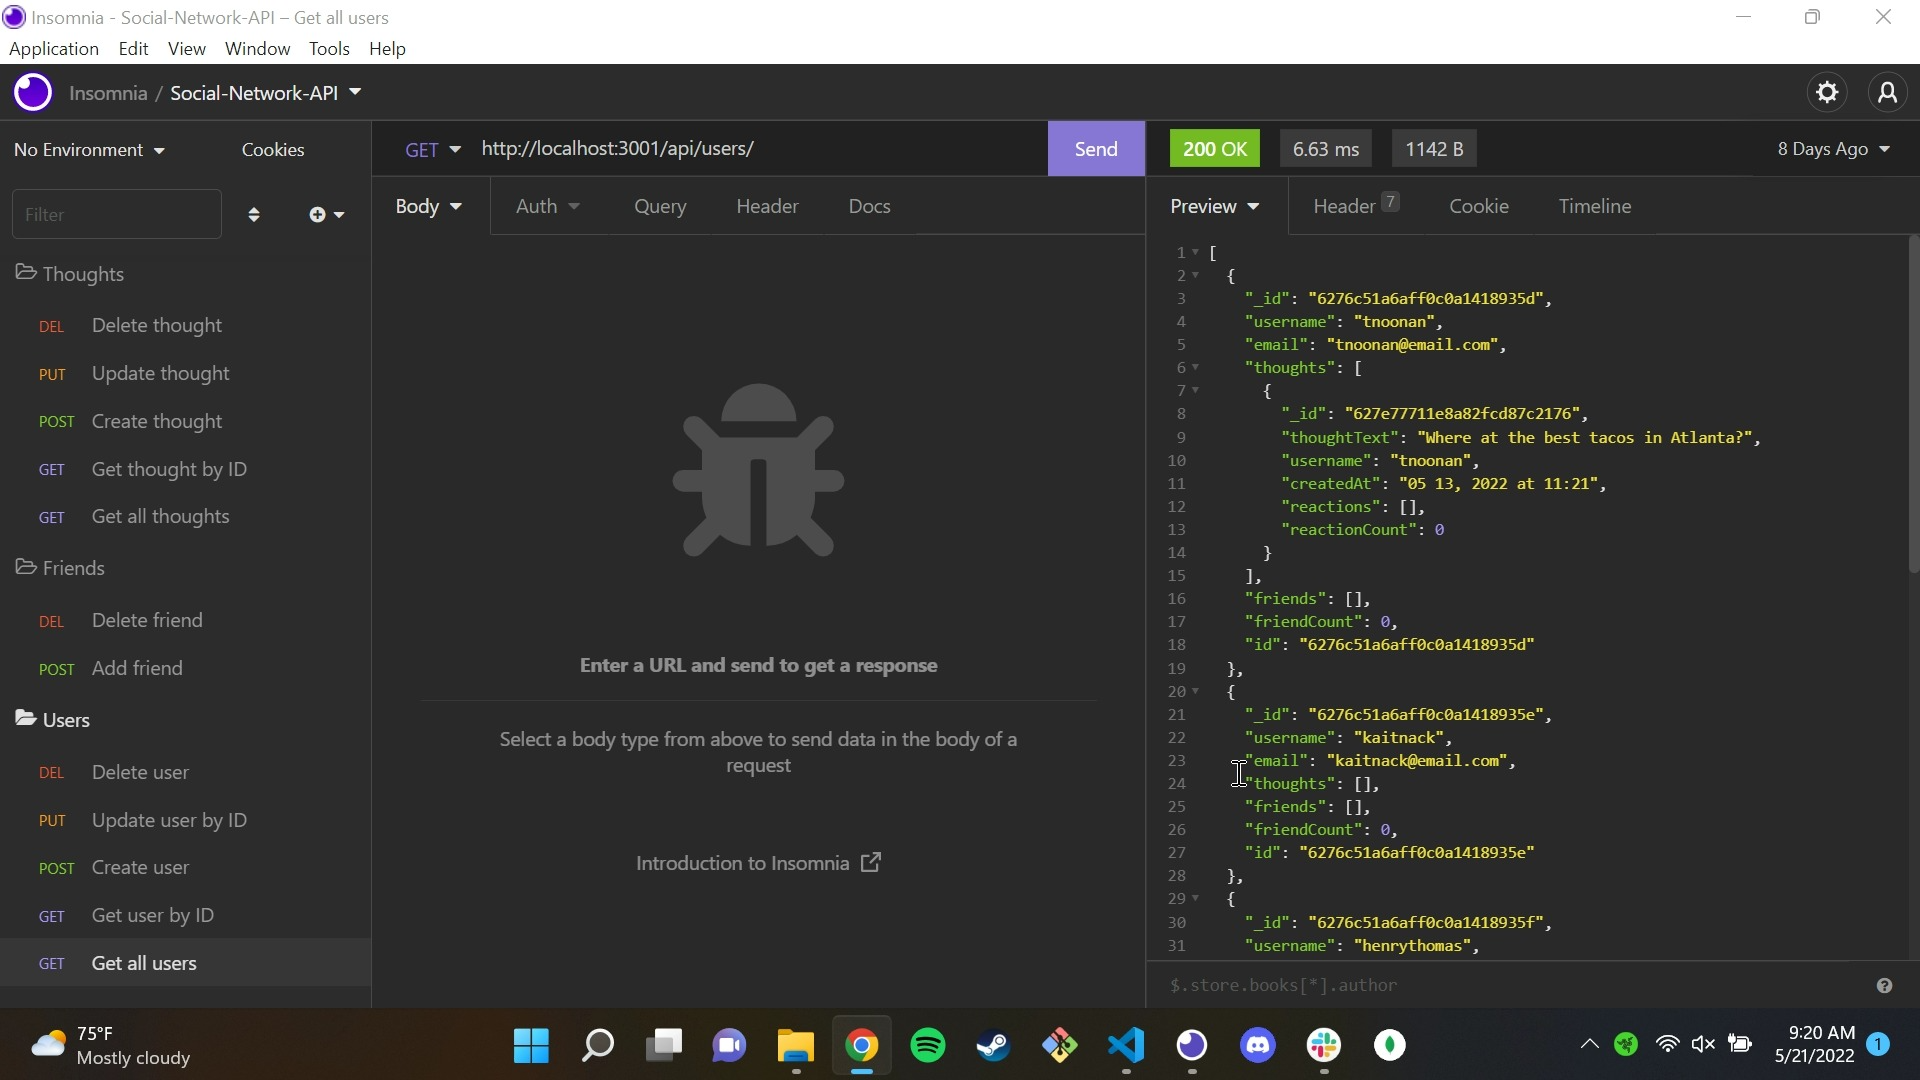 Insomnia - Social-Network-API – Get all users
Application Edit View Window Tools Help
Insomnia / Social-Network-API
No Environment Cookies
Filter
Thoughts
DEL Delete thought
PUT Update thought
POST Create thought
GET Get thought by ID
GET Get all thoughts
Friends
DEL Delete friend
POST Add friend
Users
DEL Delete user
PUT Update user by ID
POST Create user
GET Get user by ID
GET Get all users
GET http://localhost:3001/api/users/ Send
Body Auth Query Header Docs
Enter a URL and send to get a response
Select a body type from above to send data in the body of a
request
Introduction to Insomnia
200 OK 6.63 ms 1142 B 8 Days Ago
Preview Header 7 Cookie Timeline
1 [
2 {
3 "_id": "6276c51a6aff0c0a1418935d",
4 "username": "tnoonan",
5 "email": "tnoonan@email.com",
6 "thoughts": [
7 {
8 "_id": "627e77711e8a82fcd87c2176",
9 "thoughtText": "Where at the best tacos in Atlanta?",
10 "username": "tnoonan",
11 "createdAt": "05 13, 2022 at 11:21",
12 "reactions": [],
13 "reactionCount": 0
14 }
15 ],
16 "friends": [],
17 "friendCount": 0,
18 "id": "6276c51a6aff0c0a1418935d"
19 },
20 {
21 "_id": "6276c51a6aff0c0a1418935e",
22 "username": "kaitnack",
23 "email": "kaitnack@email.com",
24 "thoughts": [],
25 "friends": [],
26 "friendCount": 0,
27 "id": "6276c51a6aff0c0a1418935e"
28 },
29 {
30 "_id": "6276c51a6aff0c0a1418935f",
31 "username": "henrythomas",
$.store.books[*].author
75°F
Mostly cloudy
9:20 AM
5/21/2022
1